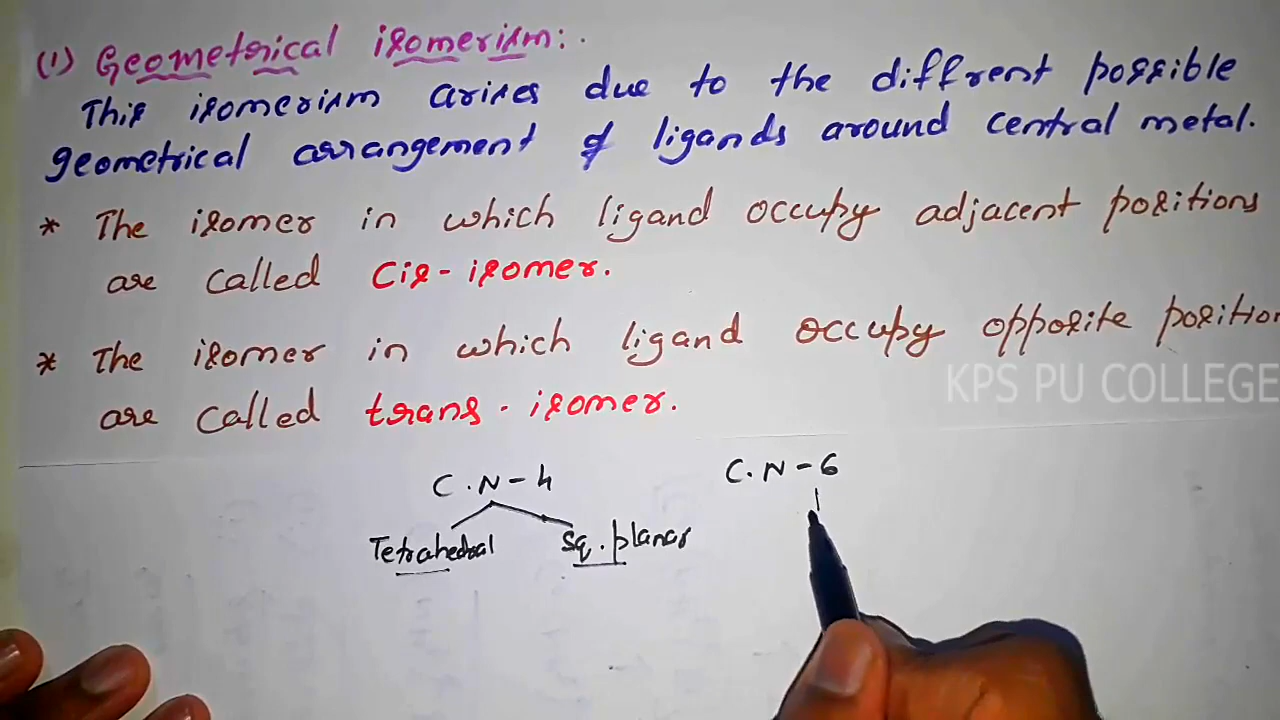 (1) Geometrical isomerism:.
This isomerism arises due to the diffrent possible
geometrical arrangement of ligands around central metal.
* The isomer in which ligand occupy adjacent positions
are called Cis-isomer.
* The isomer in which ligand occupy opposite position
are called trans-isomer.
KPS PU COLLEGE
C.N-4
C.N-6
Tetrahedral
Sq.planar